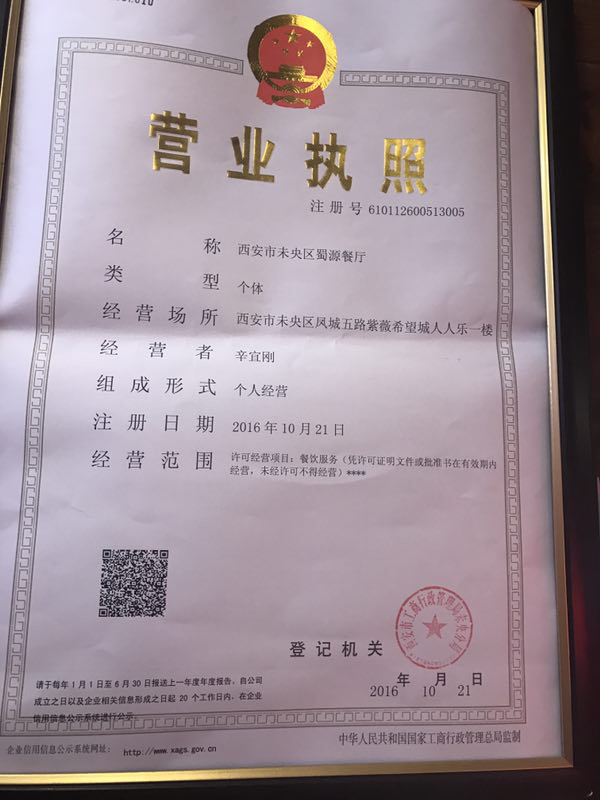 营业执照
注册号 610112600513005
名称 西安市未央区蜀源餐厅
类型 个体
经营场所 西安市未央区凤城五路紫薇希望城人人乐一楼
经营者 辛宜刚
组成形式 个人经营
注册日期 2016年10月21日
经营范围 许可经营项目：餐饮服务（凭许可证明文件或批准书在有效期内
经营，未经许可不得经营）****
西安市工商行政管理局未央分局
登记机关
2016年10月21日
请于每年1月1日至6月30日报送上一年度年度报告，自公司
成立之日以及企业相关信息形成之日起20个工作日内，在企业
信用信息公示系统进行公示。
企业信用信息公示系统网址： http://www.xags.gov.cn
中华人民共和国国家工商行政管理总局监制